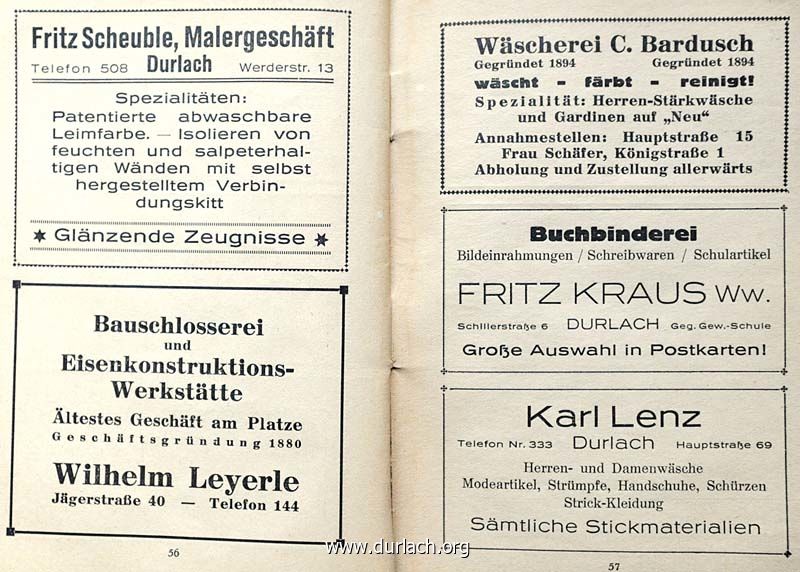 Fritz Scheuble, Malergeschäft
Telefon 508 Durlach Werderstr. 13
Spezialitäten:
Patentierte abwaschbare
Leimfarbe. — Isolieren von
feuchten und salpeterhal-
tigen Wänden mit selbst
hergestelltem Verbin-
dungskitt
Glänzende Zeugnisse
Bauschlosserei
und
Eisenkonstruktions-
Werkstätte
Ältestes Geschäft am Platze
Geschäftsgründung 1880
Wilhelm Leyerle
Jägerstraße 40 — Telefon 144
56
Wäscherei C. Bardusch
Gegründet 1894 Gegründet 1894
wäscht - färbt - reinigt!
Spezialität: Herren-Stärkwäsche
und Gardinen auf „Neu“
Annahmestellen: Hauptstraße 15
Frau Schäfer, Königstraße 1
Abholung und Zustellung allerwärts
Buchbinderei
Bildeinrahmungen / Schreibwaren / Schulartikel
FRITZ KRAUS Ww.
Schillerstraße 6 DURLACH Geg. Gew.-Schule
Große Auswahl in Postkarten!
Karl Lenz
Telefon Nr. 333 Durlach Hauptstraße 69
Herren- und Damenwäsche
Modeartikel, Strümpfe, Handschuhe, Schürzen
Strick-Kleidung
Sämtliche Stickmaterialien
57
www.durlach.org